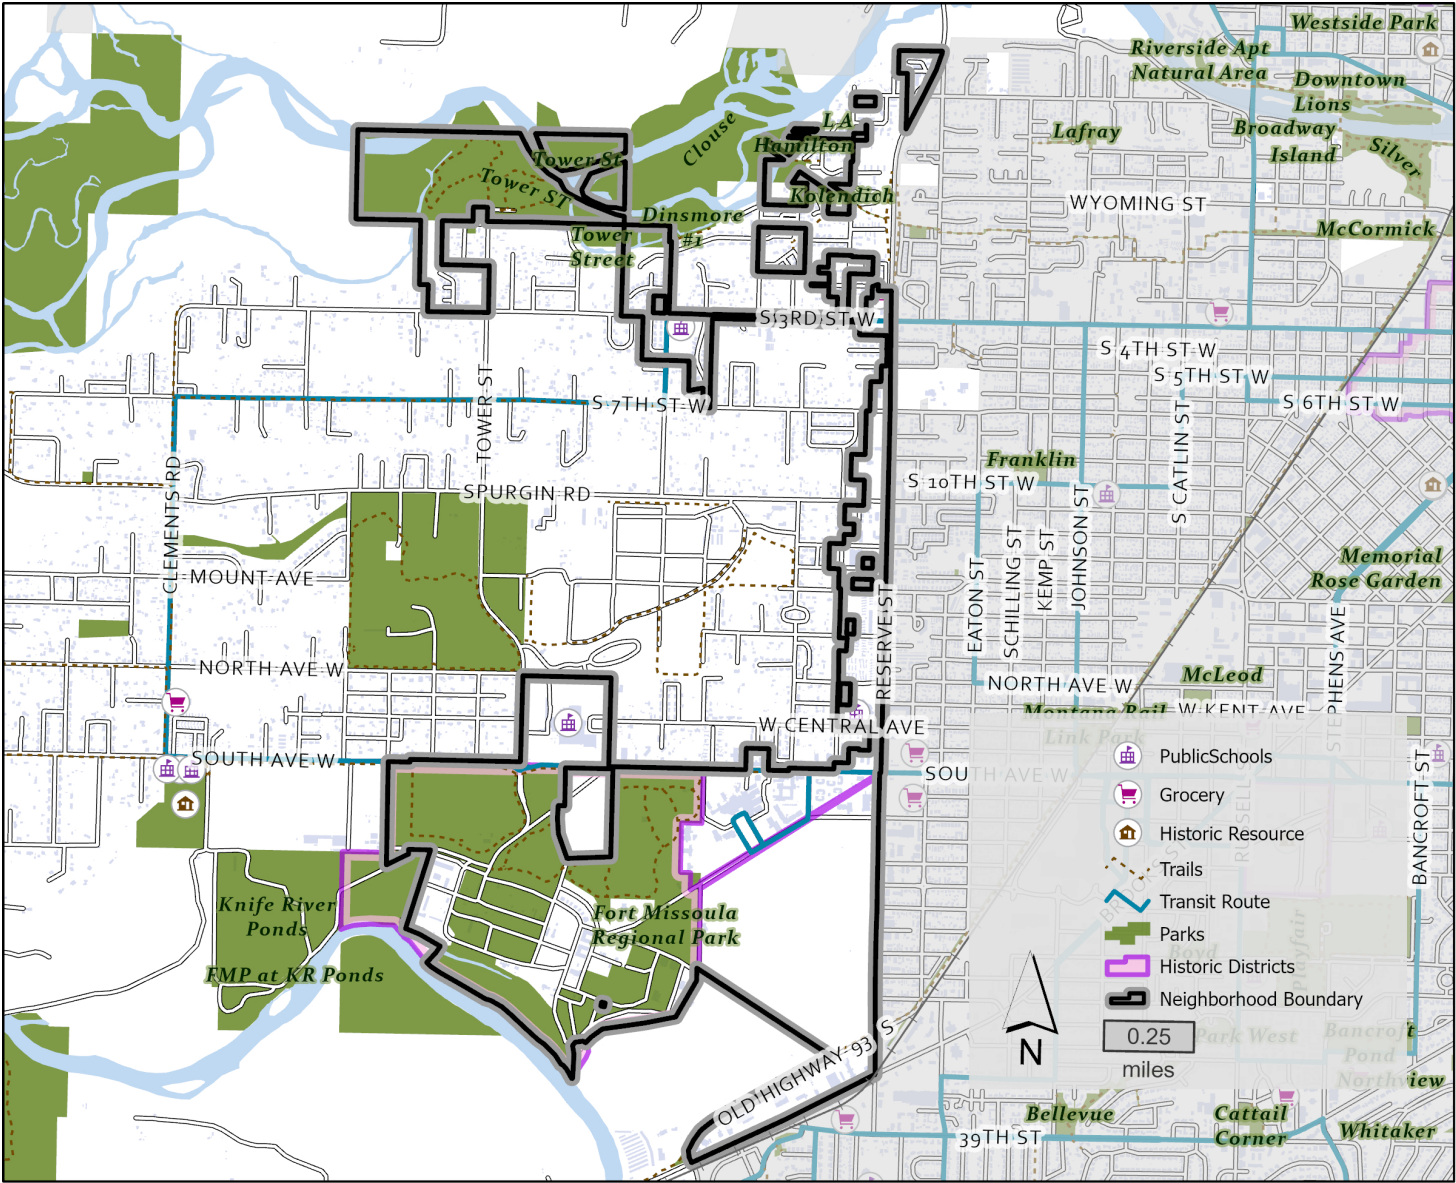 Westside Park
Riverside Apt
Natural Area
Downtown
Lions
Clouse
LA
Hamilton
Lafray
Broadway
Island
Silver
Tower St
Tower ST
Kolendich
WYOMING ST
Dinsmore
#1
McCormick
Tower
Street
S 3RD ST W
S 4TH ST W
S 5TH ST W
S 6TH ST W
S 7TH ST W
TOWER ST
S CATLIN ST
Franklin
S 10TH ST W
SPURGIN RD
CLEMENTS RD
MOUNT AVE
JOHNSON ST
KEMP ST
SCHILLING ST
EATON ST
Memorial
Rose Garden
RESERVE ST
STEPHENS AVE
NORTH AVE W
NORTH AVE W
McLeod
Montana Rail
Link Park
W KENT AVE
W CENTRAL AVE
SOUTH AVE W
SOUTH AVE W
BANCROFT ST
PublicSchools
Grocery
Historic Resource
Trails
Transit Route
Parks
Historic Districts
Neighborhood Boundary
0.25
miles
N
Boyd
Playfair
Park West
Bancroft
Pond
Northview
Knife River
Ponds
Fort Missoula
Regional Park
FMP at KR Ponds
OLD HIGHWAY 93 S
Bellevue
Cattail
Corner
Whitaker
39TH ST